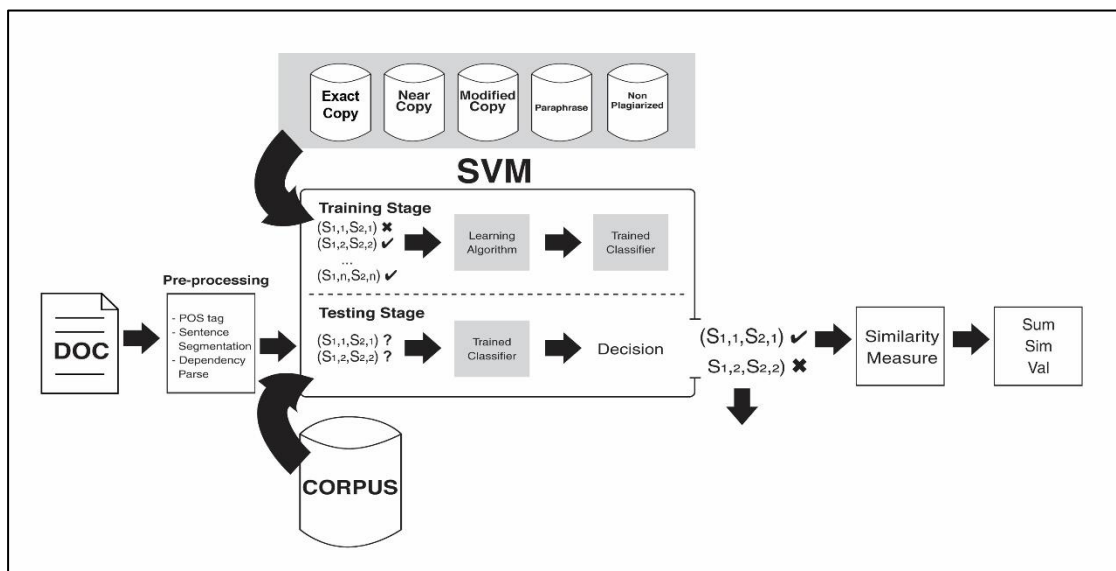 Exact
Copy
Near
Copy
Modified
Copy
Paraphrase
Non
Plagiarized
SVM
Training Stage
(S1,1,S2,1) ✖
(S1,2,S2,2) ✔
...
(S1,n,S2,n) ✔
Learning
Algorithm
Trained
Classifier
Pre-processing
- POS tag
- Sentence
Segmentation
- Dependency
Parse
DOC
Testing Stage
(S1,1,S2,1) ?
(S1,2,S2,2) ?
Trained
Classifier
Decision
(S1,1,S2,1) ✔
S1,2,S2,2) ✖
Similarity
Measure
Sum
Sim
Val
CORPUS